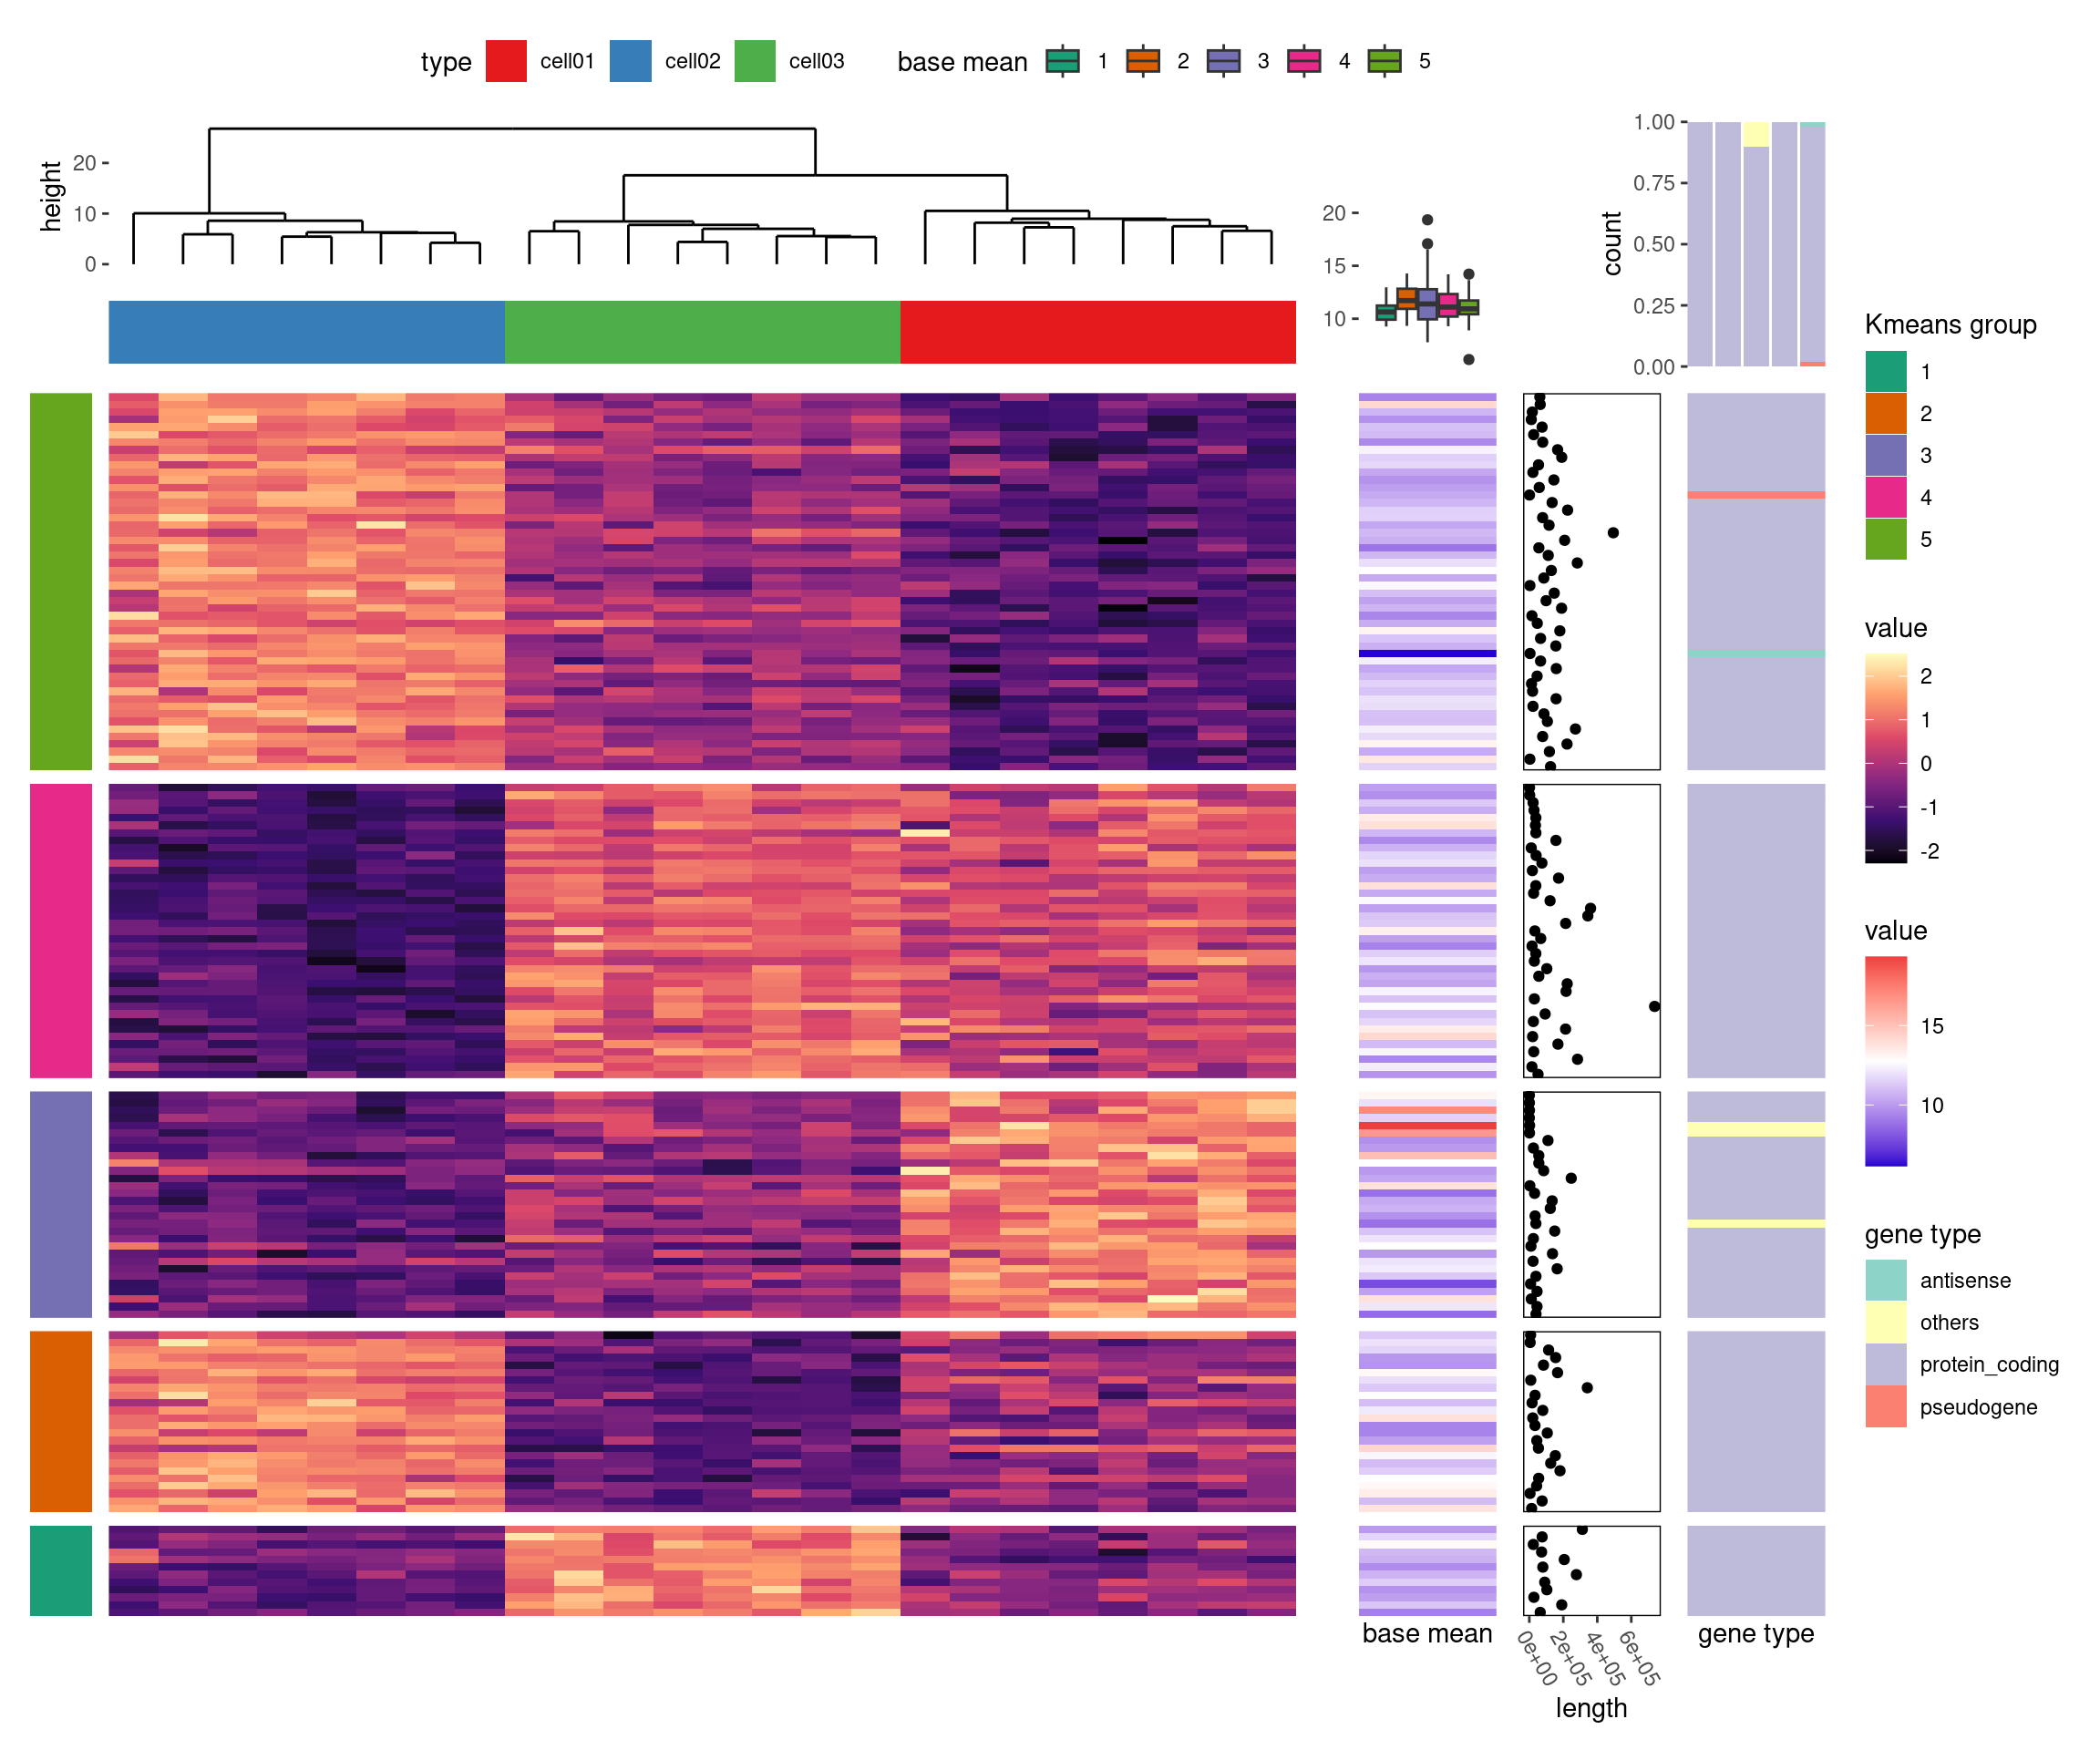 type cell01 cell02 cell03 base mean 1 2 3 4 5
height
20
10
0
20
15
10
count
1.00
0.75
0.50
0.25
0.00
Kmeans group
1
2
3
4
5
value
2
1
0
-1
-2
value
15
10
gene type
antisense
others
protein_coding
pseudogene
base mean
0e+00 2e+05 4e+05 6e+05
length
gene type